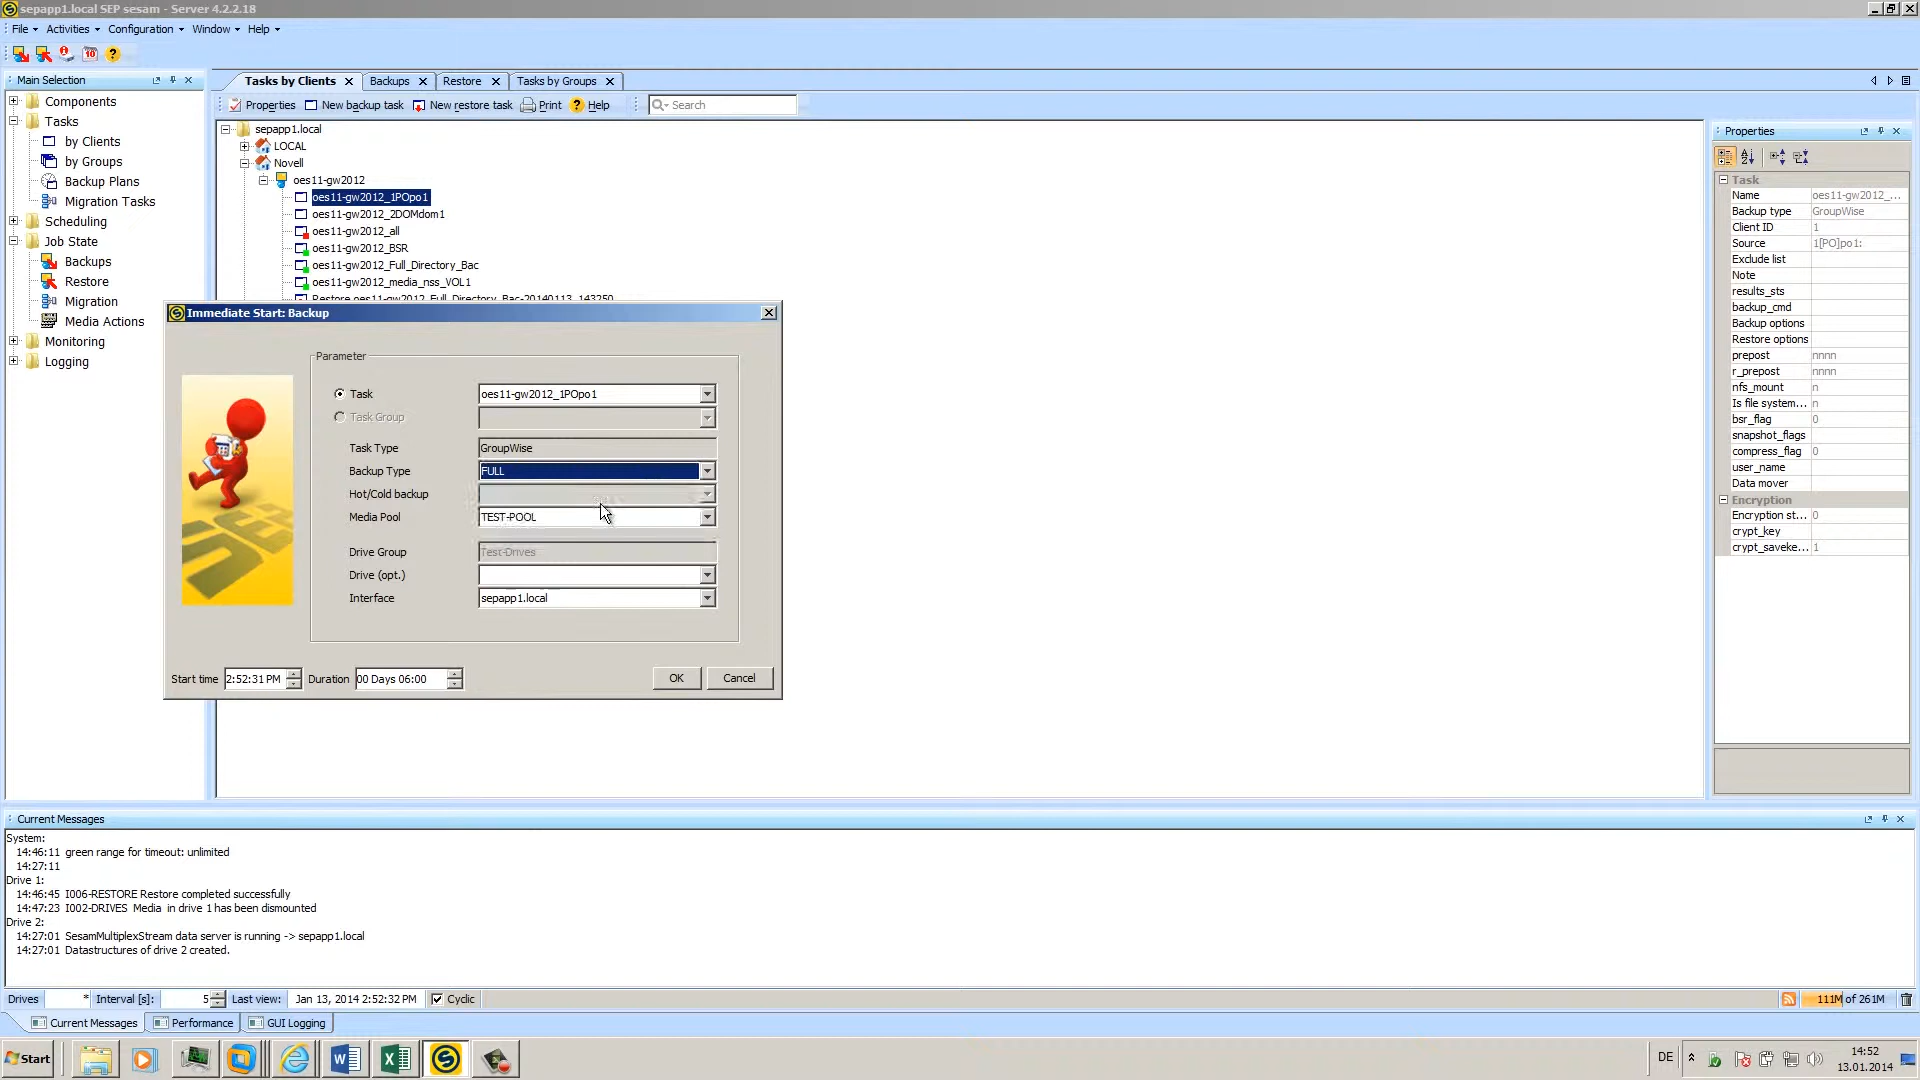 sepapp1.local SEP sesam - Server 4.2.2.18
File Activities Configuration Window Help
10
Main Selection
Tasks by Clients Backups Restore Tasks by Groups
Properties New backup task New restore task Print Help Search
Components
Tasks
by Clients
by Groups
Backup Plans
Migration Tasks
Scheduling
Job State
Backups
Restore
Migration
Media Actions
Monitoring
Logging
sepapp1.local
LOCAL
Novell
oes11-gw2012
oes11-gw2012_1POpo1
oes11-gw2012_2DOMdom1
oes11-gw2012_all
oes11-gw2012_BSR
oes11-gw2012_Full_Directory_Bac
oes11-gw2012_media_nss_VOL1
Restore oes11-gw2012_Full_Directory_Bac-20140113_143250
Immediate Start: Backup
Parameter
Task oes11-gw2012_1POpo1
Task Group
Task Type GroupWise
Backup Type FULL
Hot/Cold backup
Media Pool TEST-POOL
Drive Group Test-Drives
Drive (opt.)
Interface sepapp1.local
Start time 2:52:31 PM Duration 00 Days 06:00 OK Cancel
Properties
Task
Name oes11-gw2012_...
Backup type GroupWise
Client ID 1
Source 1[PO]po1:
Exclude list
Note
results_sts
backup_cmd
Backup options
Restore options
prepost nnnn
r_prepost nnnn
nfs_mount n
Is file system... n
bsr_flag 0
snapshot_flags
compress_flag 0
user_name
Data mover
Encryption
Encryption st... 0
crypt_key
crypt_saveke... 1
Current Messages
System:
14:46:11 green range for timeout: unlimited
14:27:11
Drive 1:
14:46:45 I006-RESTORE Restore completed successfully
14:47:23 I002-DRIVES Media in drive 1 has been dismounted
Drive 2:
14:27:01 SesamMultiplexStream data server is running -> sepapp1.local
14:27:01 Datastructures of drive 2 created.
Drives * Interval [s]: 5 Last view: Jan 13, 2014 2:52:32 PM Cyclic 111M of 261M
Current Messages Performance GUI Logging
Start DE 14:52
13.01.2014